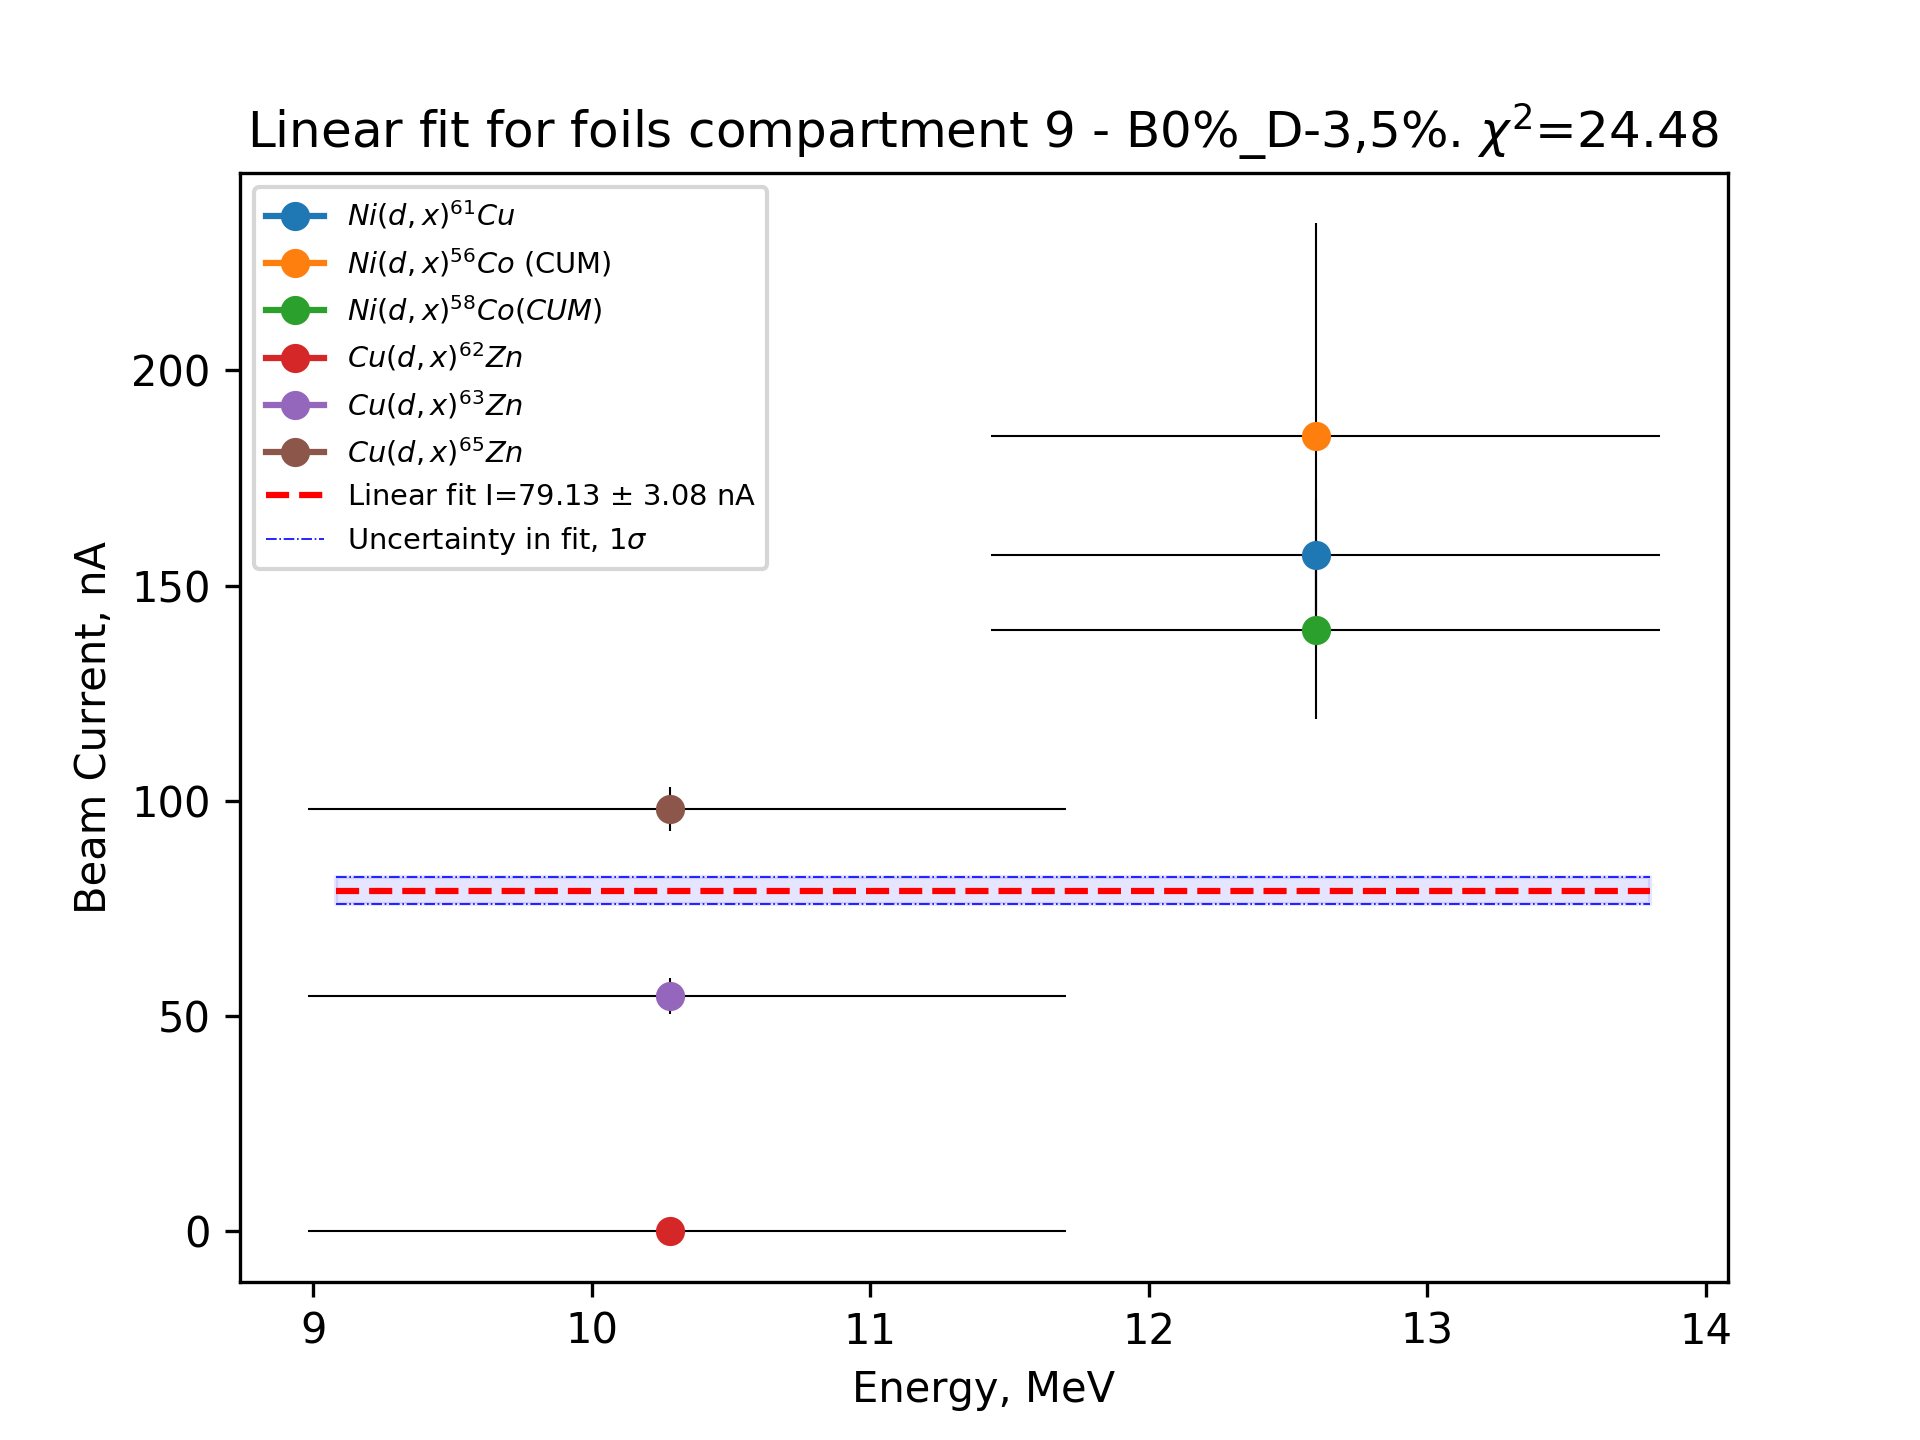 Linear fit for foils compartment 9 - B0%_D-3,5%. χ²=24.48
Ni(d, x)⁶¹Cu
Ni(d, x)⁵⁶Co (CUM)
Ni(d, x)⁵⁸Co(CUM)
Cu(d, x)⁶²Zn
Cu(d, x)⁶³Zn
Cu(d, x)⁶⁵Zn
Linear fit I=79.13 ± 3.08 nA
Uncertainty in fit, 1σ
Beam Current, nA
200
150
100
50
0
9 10 11 12 13 14
Energy, MeV